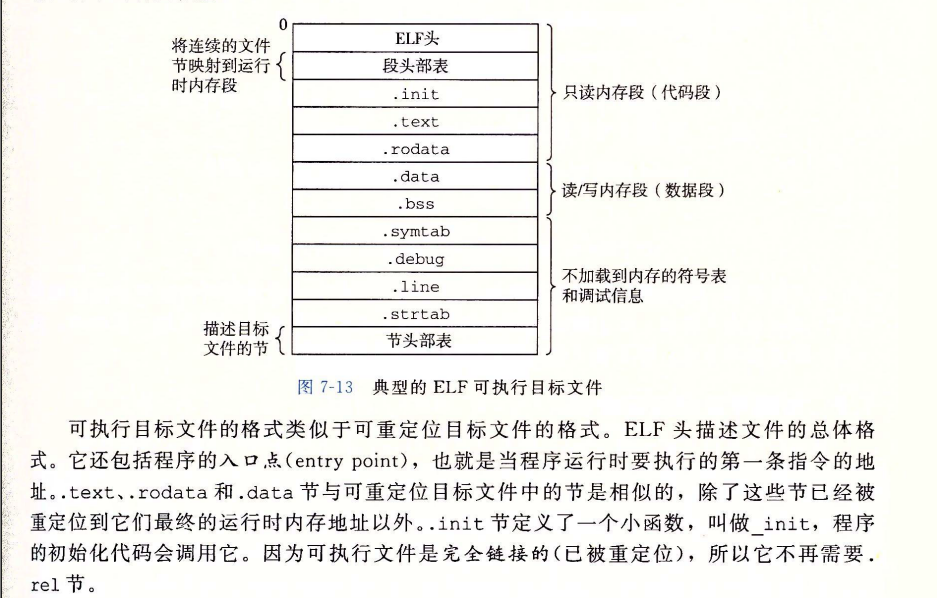 0
将连续的文件
节映射到运行
时内存段
ELF头
段头部表
.init
.text
.rodata
.data
.bss
.symtab
.debug
.line
.strtab
节头部表
只读内存段（代码段）
读/写内存段（数据段）
不加载到内存的符号表
和调试信息
描述目标
文件的节
图 7-13 典型的 ELF 可执行目标文件
可执行目标文件的格式类似于可重定位目标文件的格式。ELF 头描述文件的总体格
式。它还包括程序的入口点(entry point)，也就是当程序运行时要执行的第一条指令的地
址。.text、.rodata 和 .data 节与可重定位目标文件中的节是相似的，除了这些节已经被
重定位到它们最终的运行时内存地址以外。.init 节定义了一个小函数，叫做_init，程序
的初始化代码会调用它。因为可执行文件是完全链接的(已被重定位)，所以它不再需要.
rel 节。